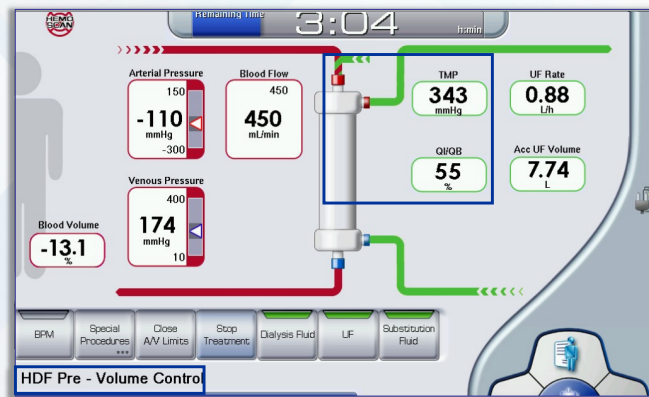 HEMO
SCAN
Remaining Time
3:04
h:min
Arterial Pressure
150
-110
mmHg
-300
Blood Flow
450
450
mL/min
TMP
343
mmHg
UF Rate
0.88
L/h
Venous Pressure
400
174
mmHg
10
QI/QB
55
%
Acc UF Volume
7.74
L
Blood Volume
-13.1
%
BPM
Special
Procedures
Close
A/V Limits
Stop
Treatment
Dialysis Fluid
UF
Substitution
Fluid
HDF Pre - Volume Control